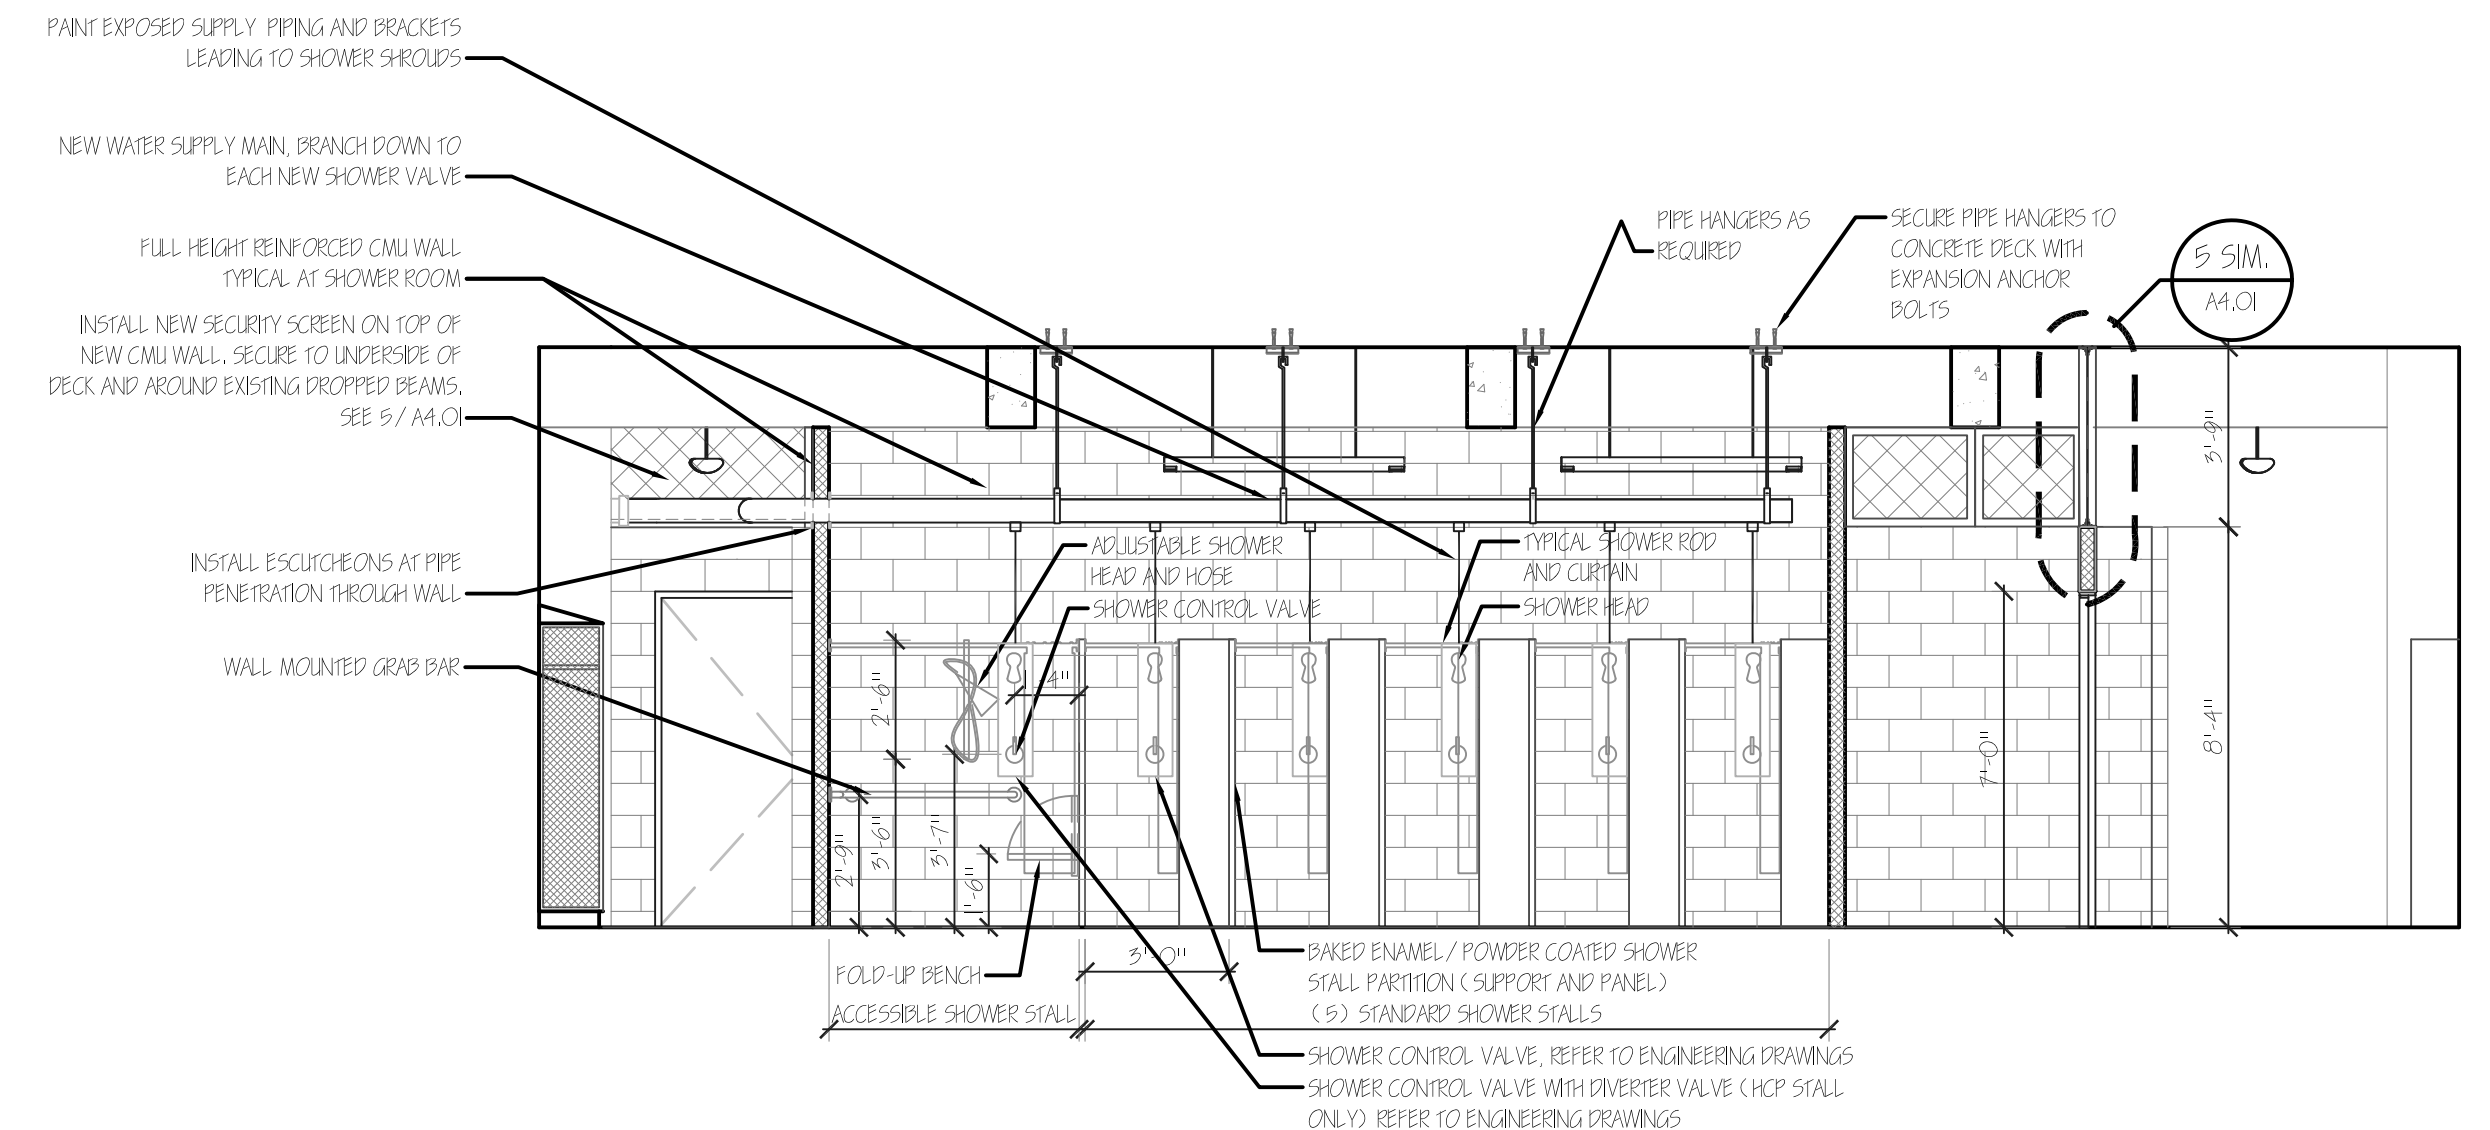 PAINT EXPOSED SUPPLY PIPING AND BRACKETS
LEADING TO SHOWER SHROUDS
NEW WATER SUPPLY MAIN, BRANCH DOWN TO
EACH NEW SHOWER VALVE
FULL HEIGHT REINFORCED CMU WALL
TYPICAL AT SHOWER ROOM
INSTALL NEW SECURITY SCREEN ON TOP OF
NEW CMU WALL. SECURE TO UNDERSIDE OF
DECK AND AROUND EXISTING DROPPED BEAMS.
SEE 5/ A4.01
INSTALL ESCUTCHEONS AT PIPE
PENETRATION THROUGH WALL
WALL MOUNTED GRAB BAR
PIPE HANGERS AS
REQUIRED
SECURE PIPE HANGERS TO
CONCRETE DECK WITH
EXPANSION ANCHOR
BOLTS
5 SIM.
A4.01
ADJUSTABLE SHOWER
HEAD AND HOSE
SHOWER CONTROL VALVE
TYPICAL SHOWER ROD
AND CURTAIN
SHOWER HEAD
3'-9"
8'-4"
7'-0"
2'-6"
2'-9"
3'-6"
3'-7"
1'-6"
3'-0"
FOLD-UP BENCH
ACCESSIBLE SHOWER STALL
BAKED ENAMEL/ POWDER COATED SHOWER
STALL PARTITION (SUPPORT AND PANEL)
(5) STANDARD SHOWER STALLS
SHOWER CONTROL VALVE, REFER TO ENGINEERING DRAWINGS
SHOWER CONTROL VALVE WITH DIVERTER VALVE (HCP STALL
ONLY) REFER TO ENGINEERING DRAWINGS